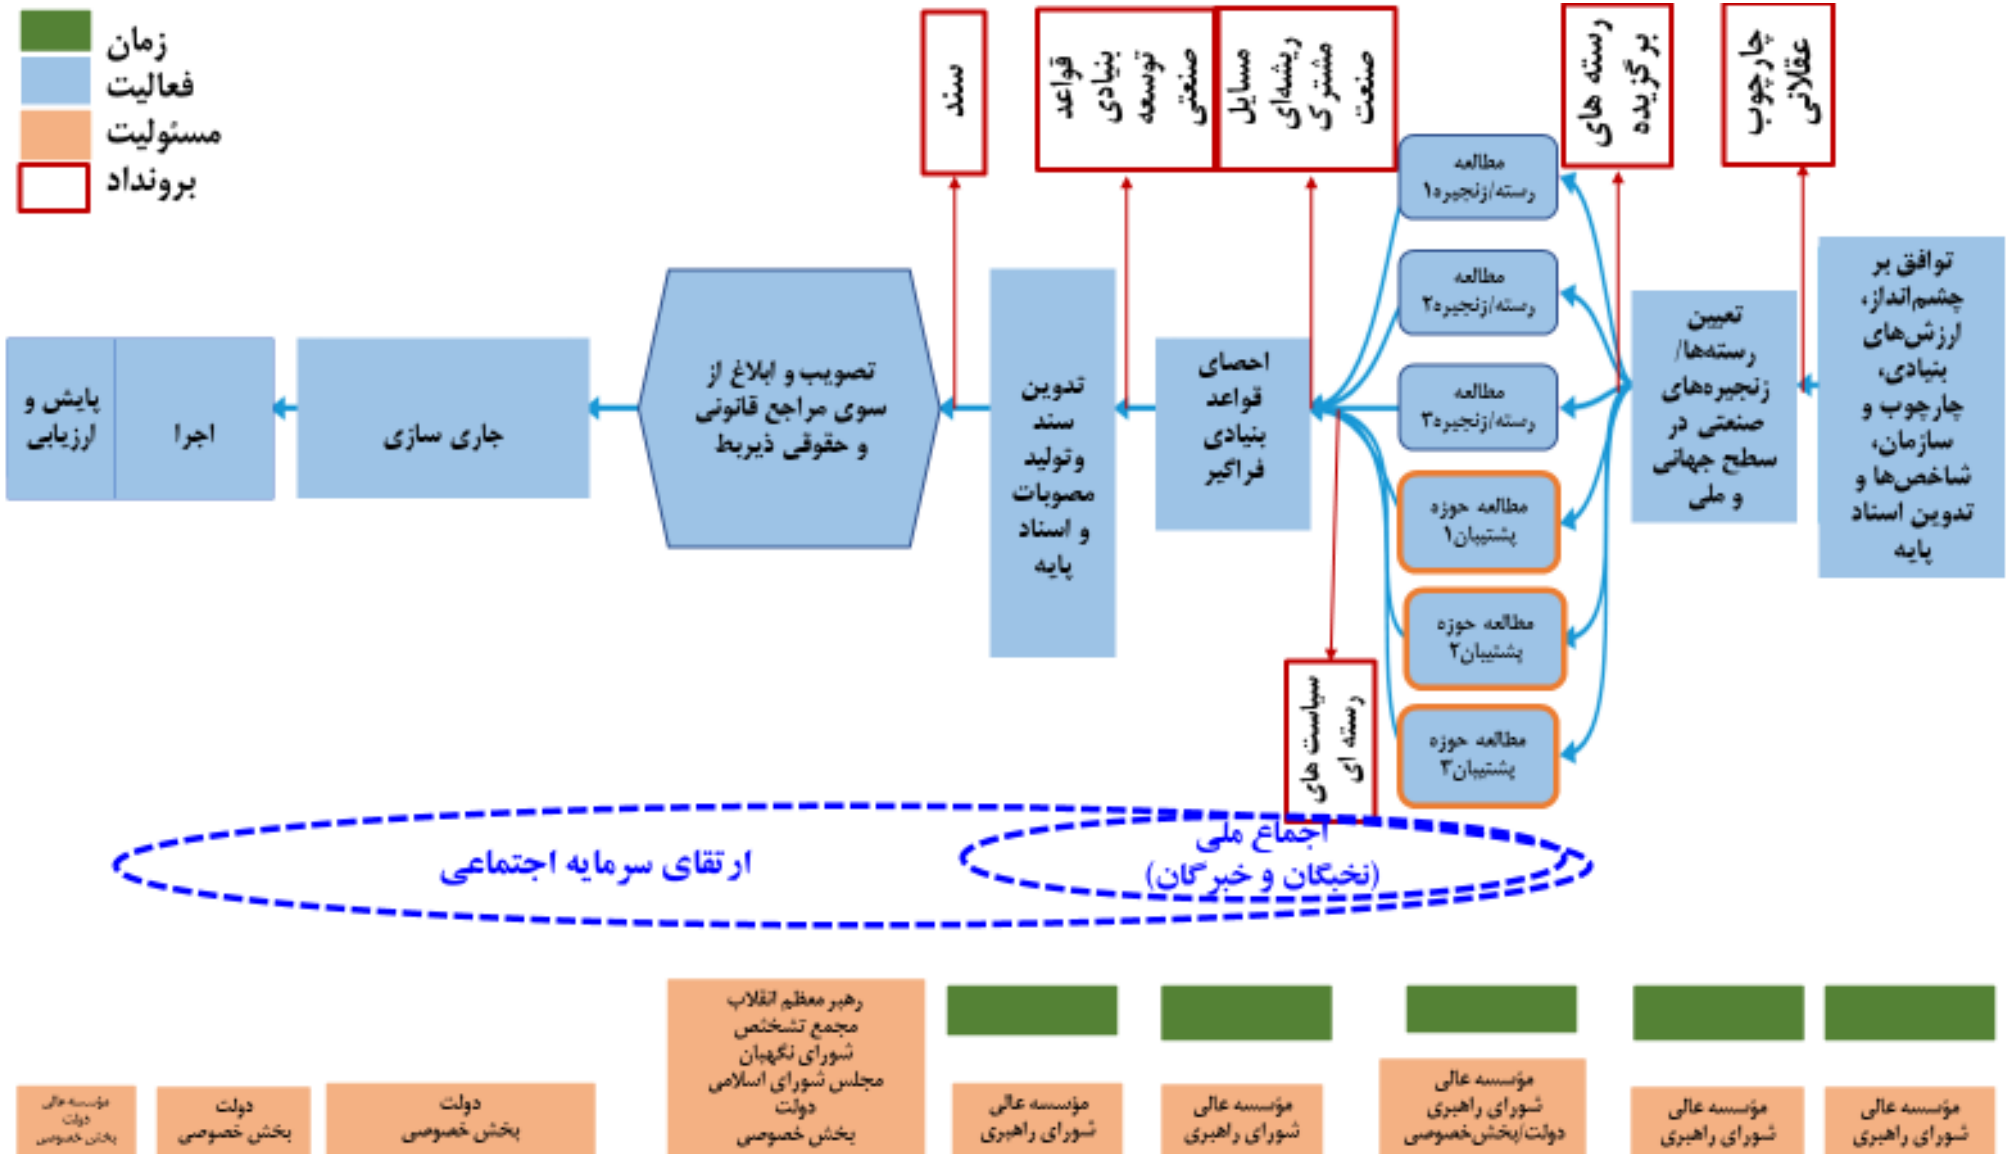 زمان
فعالیت
مسئولیت
برونداد
چارچوب
عقلانی
رسته های
برگزیده
مسایل
ریشه‌ای
مشترک
صنعت
قواعد
بنیادی
توسعه
صنعتی
سند
توافق بر
چشم‌انداز،
ارزش‌های
بنیادی،
چارچوب و
سازمان،
شاخص‌ها و
تدوین اسناد
پایه
تعیین
رسته‌ها/
زنجیره‌های
صنعتی در
سطح جهانی
و ملی
مطالعه
رسته/زنجیره۱
مطالعه
رسته/زنجیره۲
مطالعه
رسته/زنجیره۳
مطالعه حوزه
پشتیبان۱
مطالعه حوزه
پشتیبان۲
مطالعه حوزه
پشتیبان۳
سیاست های
رسته ای
احصای
قواعد
بنیادی
فراگیر
تدوین
سند
وتولید
مصوبات
و اسناد
پایه
تصویب و ابلاغ از
سوی مراجع قانونی
و حقوقی ذیربط
جاری سازی
اجرا
پایش و
ارزیابی
اجماع ملی
(نخبگان و خبرگان)
ارتقای سرمایه اجتماعی
مؤسسه عالی
شورای راهبری
مؤسسه عالی
شورای راهبری
مؤسسه عالی
شورای راهبری
دولت/بخش‌خصوصی
مؤسسه عالی
شورای راهبری
مؤسسه عالی
شورای راهبری
رهبر معظم انقلاب
مجمع تشخص
شورای نگهبان
مجلس شورای اسلامی
دولت
بخش خصوصی
دولت
بخش خصوصی
دولت
بخش خصوصی
مؤسسه عالی
دولت
بخش خصوصی